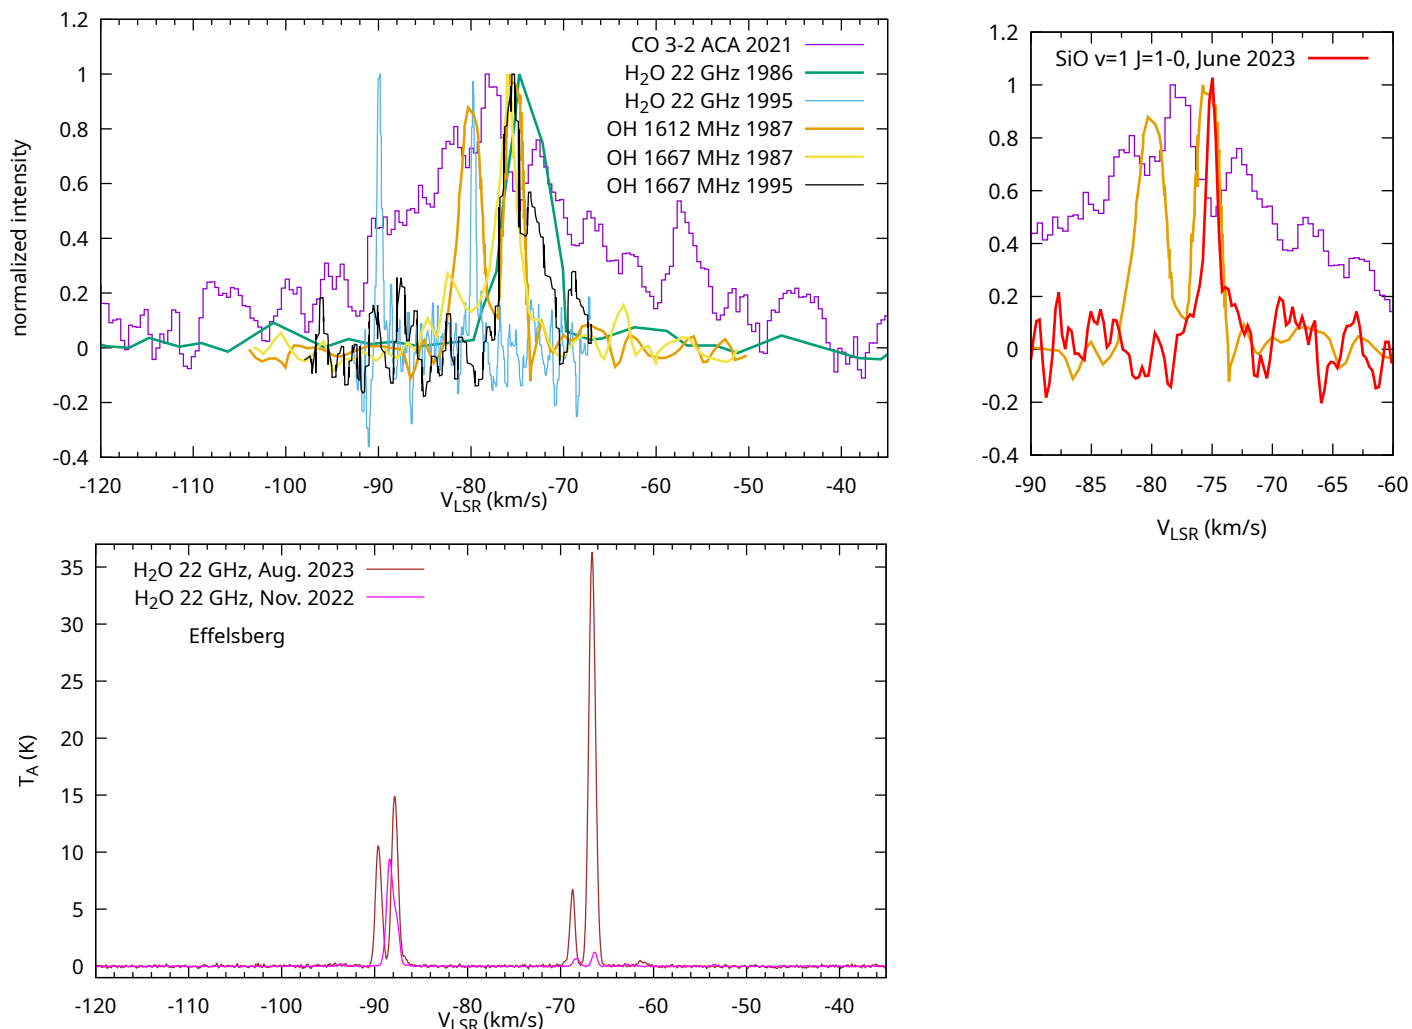 1.2
1
0.8
0.6
0.4
0.2
0
-0.2
-0.4
normalized intensity
CO 3-2 ACA 2021
H2O 22 GHz 1986
H2O 22 GHz 1995
OH 1612 MHz 1987
OH 1667 MHz 1987
OH 1667 MHz 1995
-120 -110 -100 -90 -80 -70 -60 -50 -40
VLSR (km/s)
1.2
1
0.8
0.6
0.4
0.2
0
-0.2
-0.4
SiO v=1 J=1-0, June 2023
-90 -85 -80 -75 -70 -65 -60
VLSR (km/s)
35
30
25
20
15
10
5
0
TA (K)
H2O 22 GHz, Aug. 2023
H2O 22 GHz, Nov. 2022
Effelsberg
-120 -110 -100 -90 -80 -70 -60 -50 -40
VLSR (km/s)